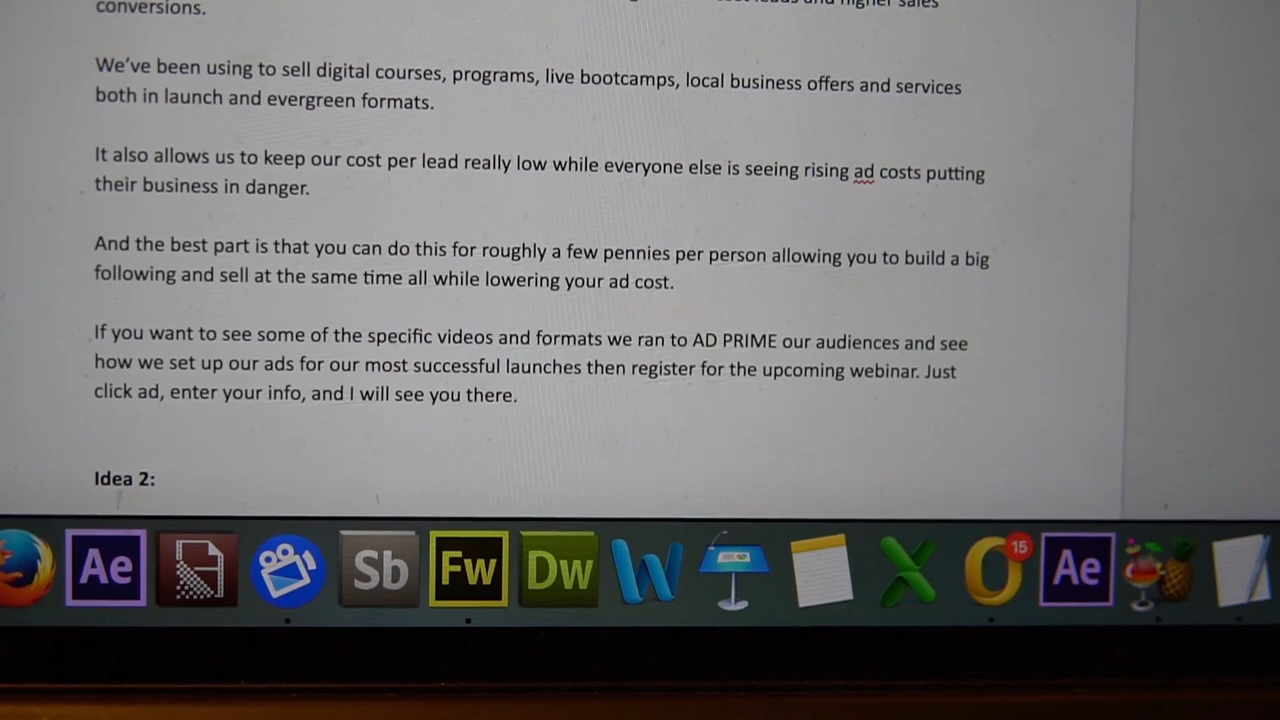 conversions.
We've been using to sell digital courses, programs, live bootcamps, local business offers and services
both in launch and evergreen formats.
It also allows us to keep our cost per lead really low while everyone else is seeing rising ad costs putting
their business in danger.
And the best part is that you can do this for roughly a few pennies per person allowing you to build a big
following and sell at the same time all while lowering your ad cost.
If you want to see some of the specific videos and formats we ran to AD PRIME our audiences and see
how we set up our ads for our most successful launches then register for the upcoming webinar. Just
click ad, enter your info, and I will see you there.
Idea 2:
Ae Sb Fw Dw 15 Ae